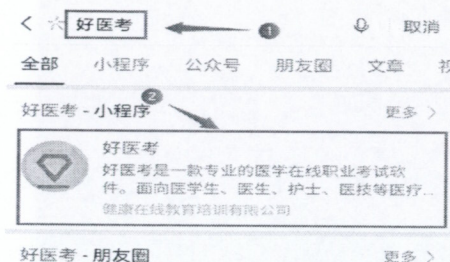 好医考 1 取消
全部 小程序 公众号 朋友圈 文章
好医考 - 小程序 2 更多 >
好医考
好医考是一款专业的医学在线职业考试软
件。面向医学生、医生、护士、医技等医疗...
健康在线教育培训有限公司
好医考 - 朋友圈 更多 >